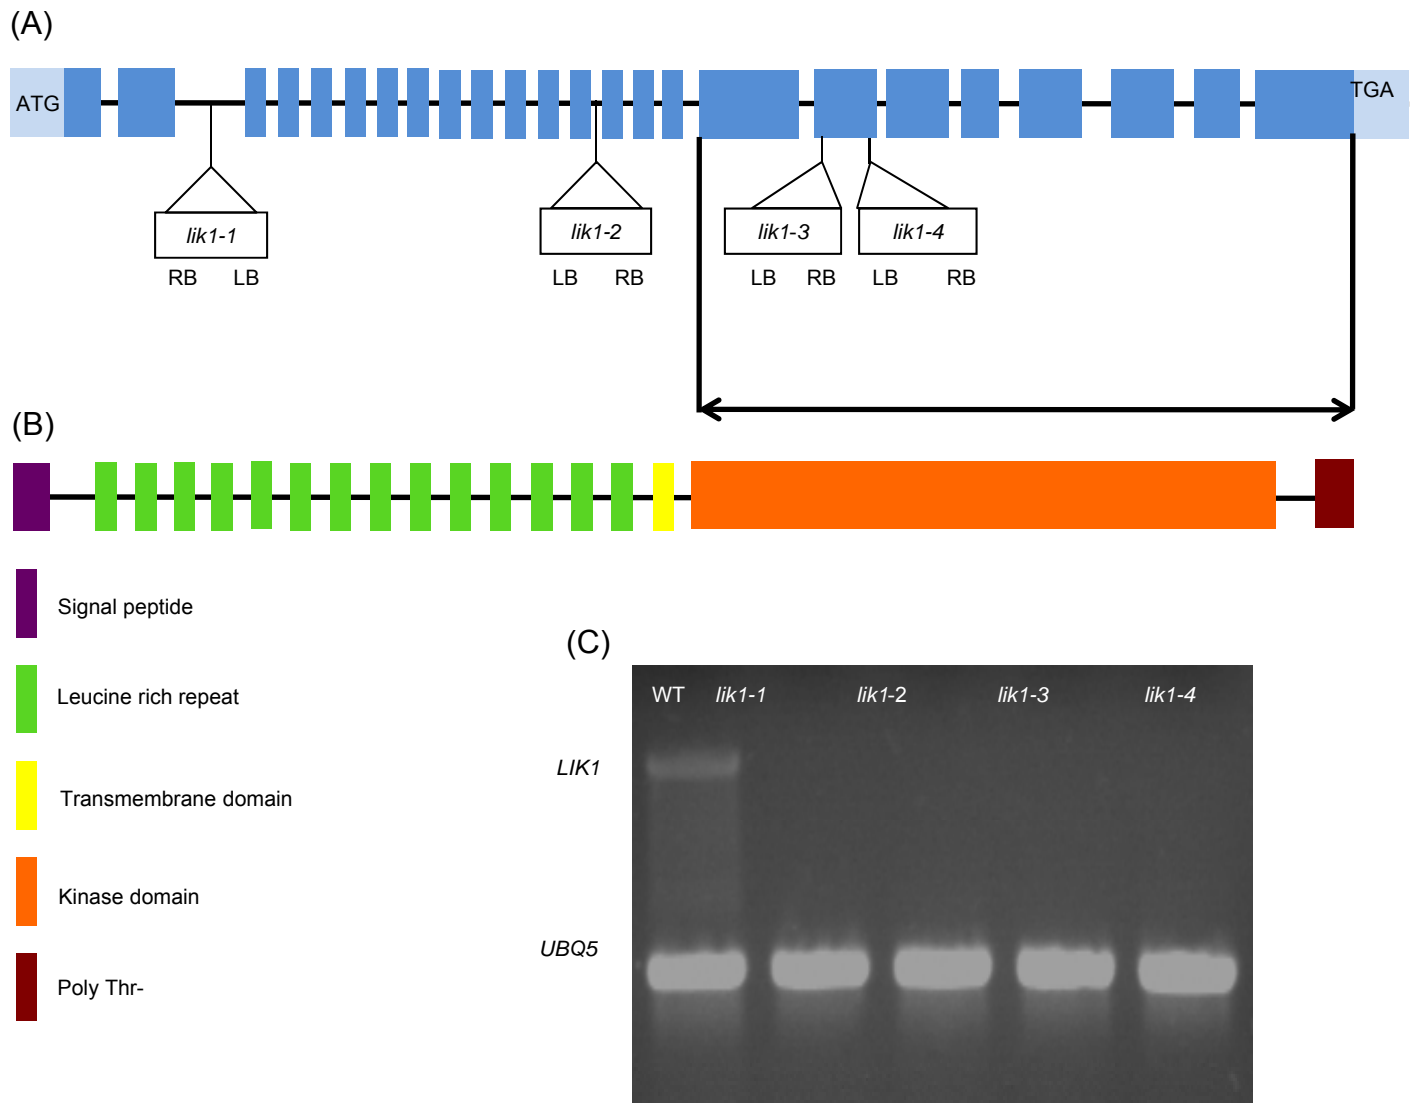 (A)
ATG
TGA
lik1-1
lik1-2
lik1-3
lik1-4
RB LB
LB RB
LB RB
LB RB
(B)
Signal peptide
Leucine rich repeat
Transmembrane domain
Kinase domain
Poly Thr-
(C)
WT lik1-1 lik1-2 lik1-3 lik1-4
LIK1
UBQ5